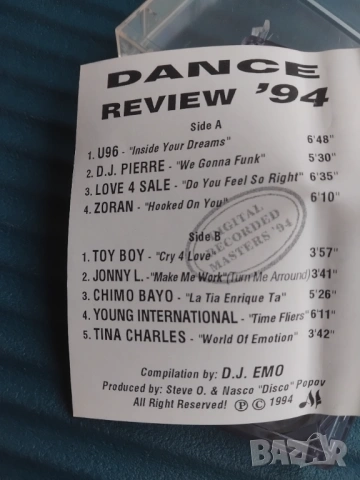 DANCE
REVIEW '94
Side A
1. U96 - "Inside Your Dreams" 6'48"
2. D.J. PIERRE - "We Gonna Funk" 5'30"
3. LOVE 4 SALE - "Do You Feel So Right" 6'35"
4. ZORAN - "Hooked On You" 6'10"
DIGITAL
RECORDED
MASTERS '94
Side B
1. TOY BOY - "Cry 4 Love" 3'57"
2. JONNY L. - "Make Me Work" (Turn Me Arround) 3'41"
3. CHIMO BAYO - "La Tia Enrique Ta" 5'26"
4. YOUNG INTERNATIONAL - "Time Fliers" 6'11"
5. TINA CHARLES - "World Of Emotion" 3'42"
Compilation by: D.J. EMO
Produced by: Steve O. & Nasco "Disco" Popov
All Right Reserved! Ⓟ © 1994
bazar.bg